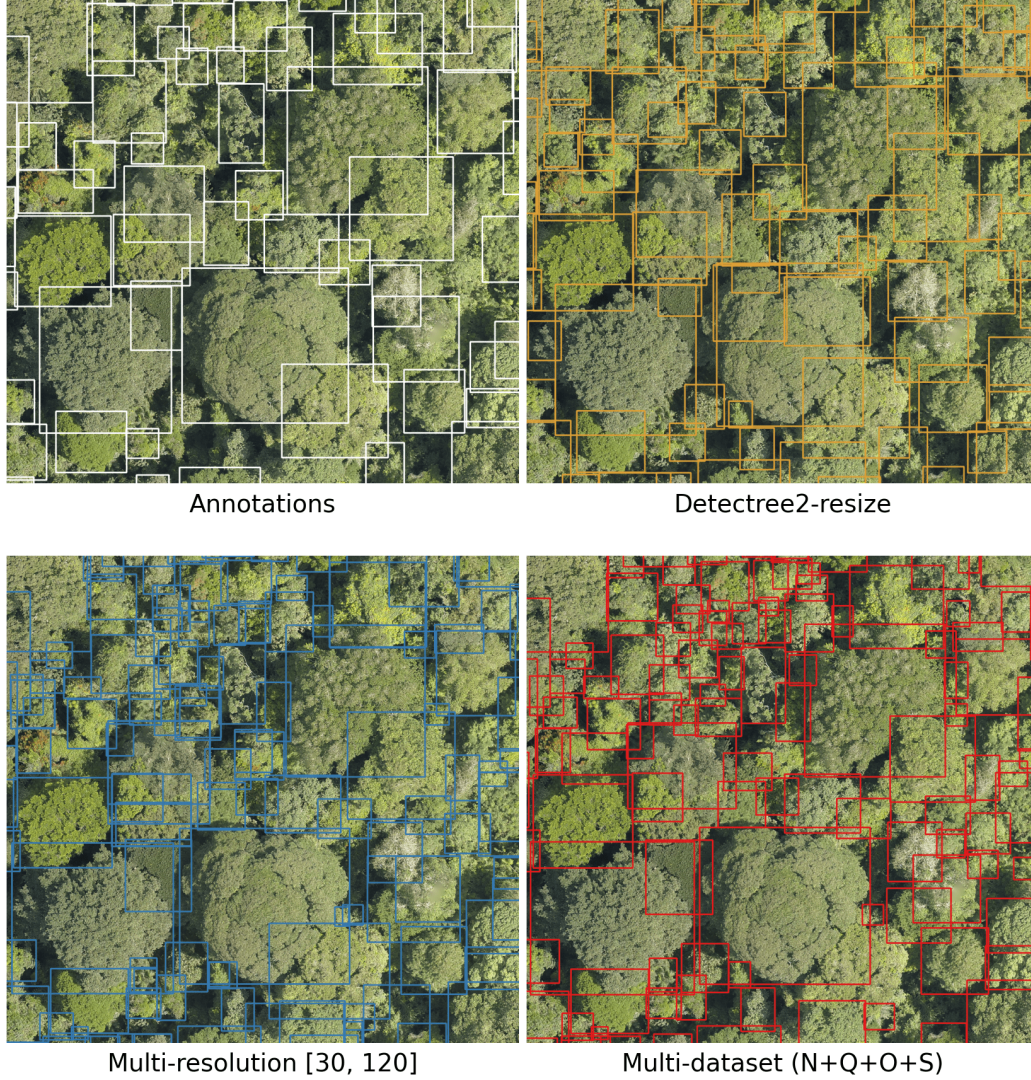 Annotations
Detectree2-resize
Multi-resolution [30, 120]
Multi-dataset (N+Q+O+S)